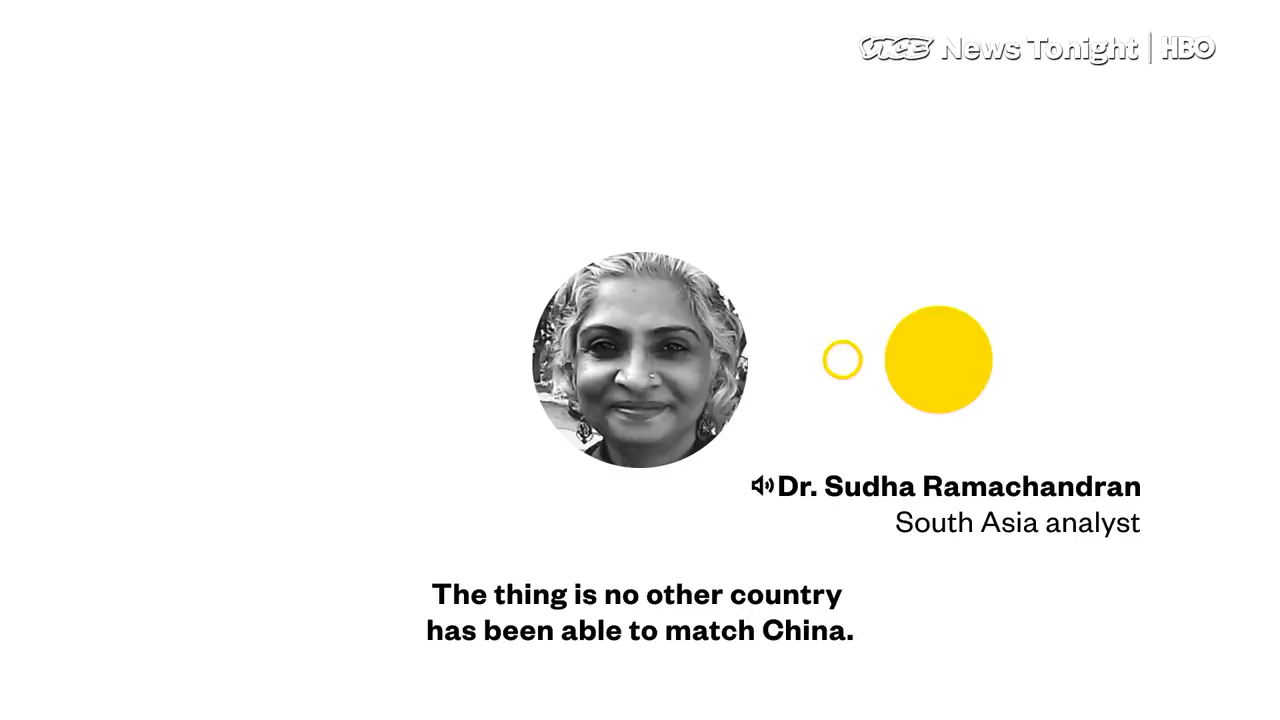 VICE News Tonight | HBO
Dr. Sudha Ramachandran
South Asia analyst
The thing is no other country
has been able to match China.